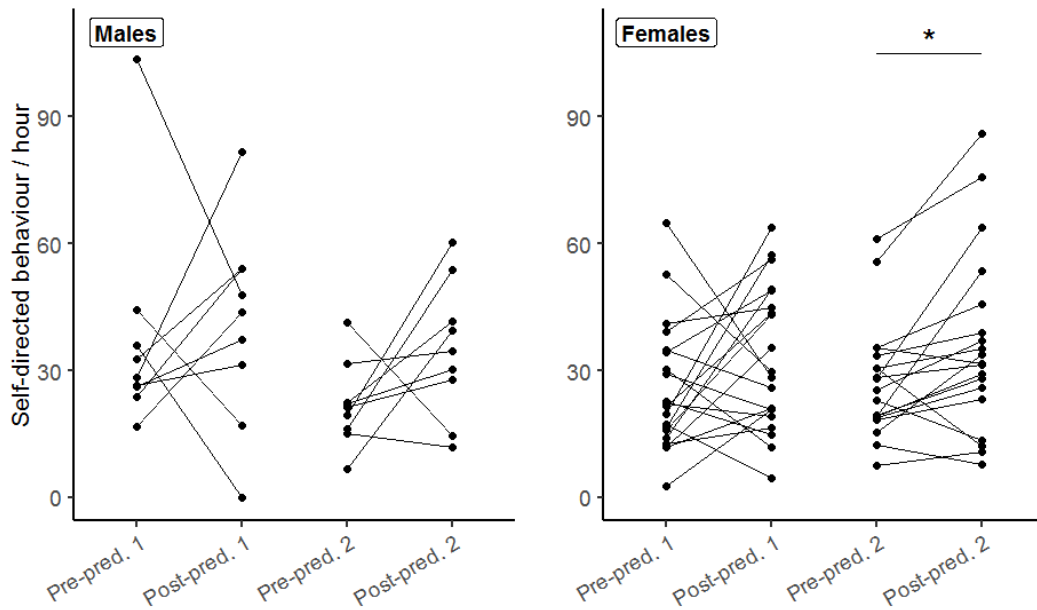 Males
Females
*
Self-directed behaviour / hour
90
60
30
0
90
60
30
0
Pre-pred. 1
Post-pred. 1
Pre-pred. 2
Post-pred. 2
Pre-pred. 1
Post-pred. 1
Pre-pred. 2
Post-pred. 2